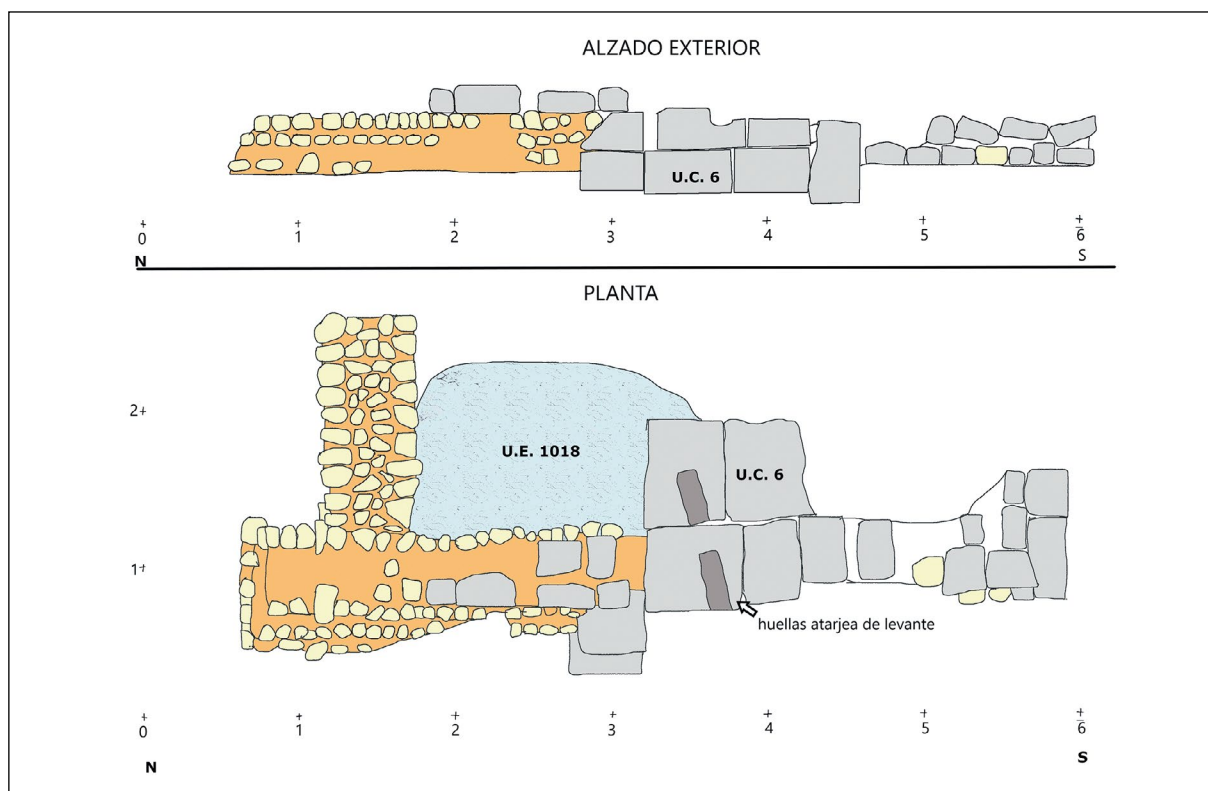 ALZADO EXTERIOR
U.C. 6
0 1 2 3 4 5 6
N S
PLANTA
2
U.E. 1018
U.C. 6
1
huellas atarjea de levante
0 1 2 3 4 5 6
N S